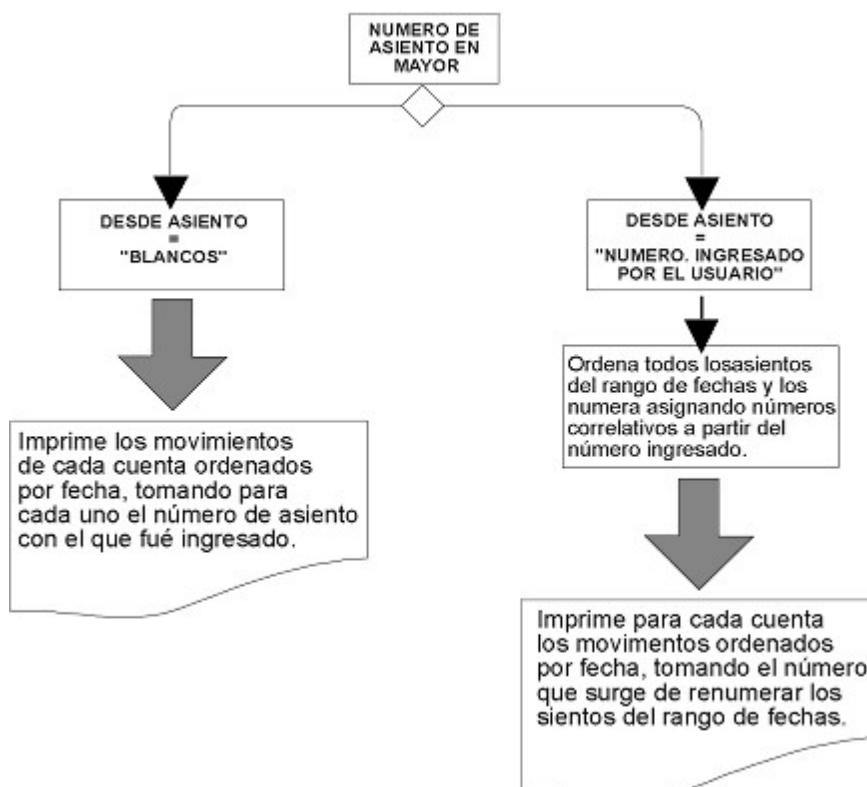 NUMERO DE
ASIENTO EN
MAYOR
DESDE ASIENTO
=
"BLANCOS"
Imprime los movimientos
de cada cuenta ordenados
por fecha, tomando para
cada uno el número de asiento
con el que fué ingresado.
DESDE ASIENTO
=
"NUMERO. INGRESADO
POR EL USUARIO"
Ordena todos losasientos
del rango de fechas y los
numera asignando números
correlativos a partir del
número ingresado.
Imprime para cada cuenta
los movimentos ordenados
por fecha, tomando el número
que surge de renumerar los
sientos del rango de fechas.